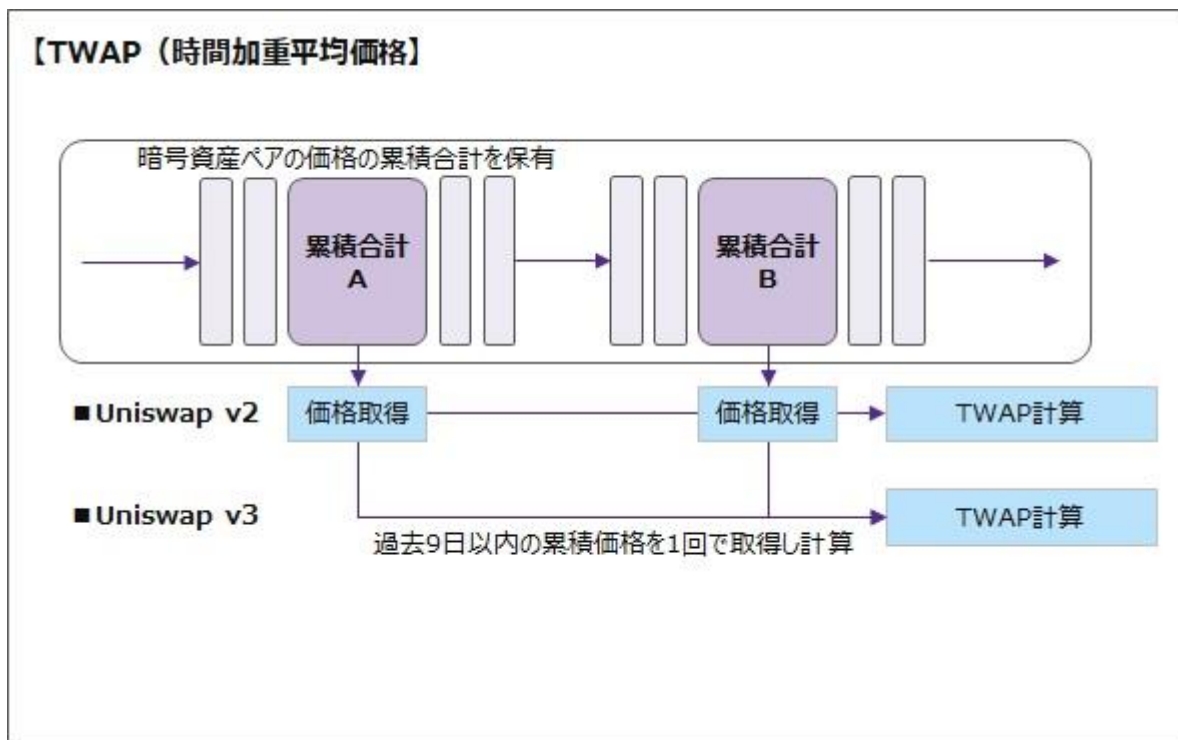 【TWAP（時間加重平均価格】
暗号資産ペアの価格の累積合計を保有
累積合計
A
累積合計
B
■Uniswap v2
価格取得
価格取得
TWAP計算
■Uniswap v3
TWAP計算
過去9日以内の累積価格を1回で取得し計算